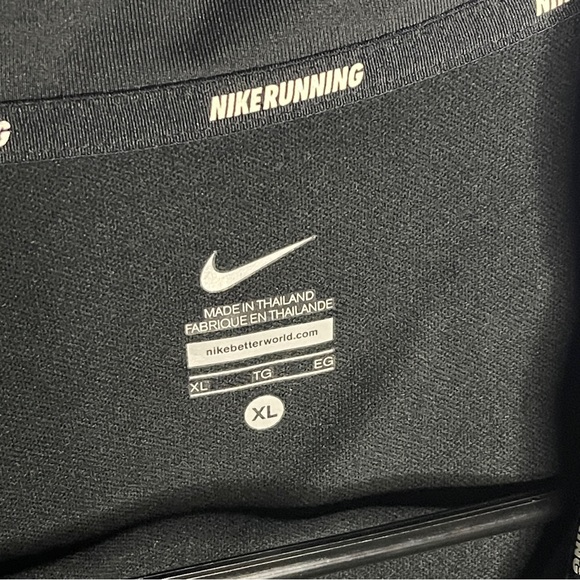 NIKERUNNING
MADE IN THAILAND
FABRIQUE EN THAILANDE
nikebetterworld.com
XL TG EG
XL